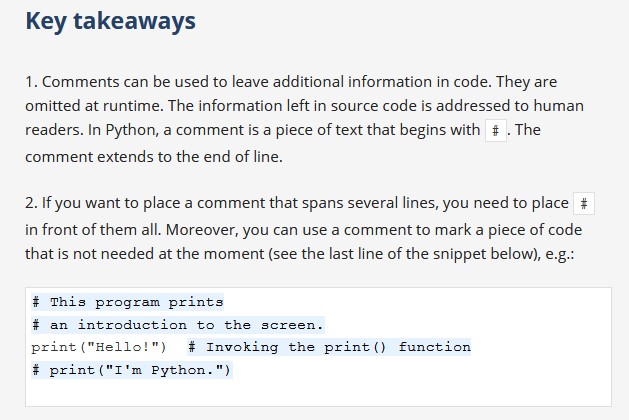 Key takeaways
1. Comments can be used to leave additional information in code. They are
omitted at runtime. The information left in source code is addressed to human
readers. In Python, a comment is a piece of text that begins with # . The
comment extends to the end of line.
2. If you want to place a comment that spans several lines, you need to place #
in front of them all. Moreover, you can use a comment to mark a piece of code
that is not needed at the moment (see the last line of the snippet below), e.g.:
# This program prints
# an introduction to the screen.
print("Hello!")  # Invoking the print() function
# print("I'm Python.")